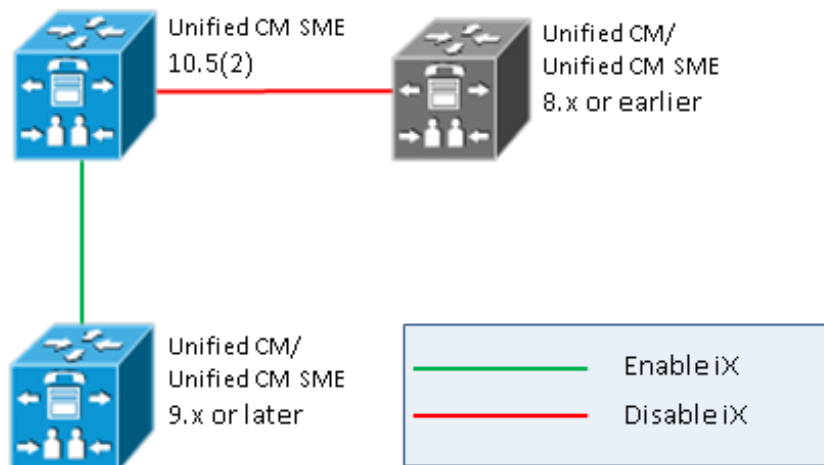 Unified CM SME
10.5(2)
Unified CM/
Unified CM SME
8.x or earlier
Unified CM/
Unified CM SME
9.x or later
Enable iX
Disable iX